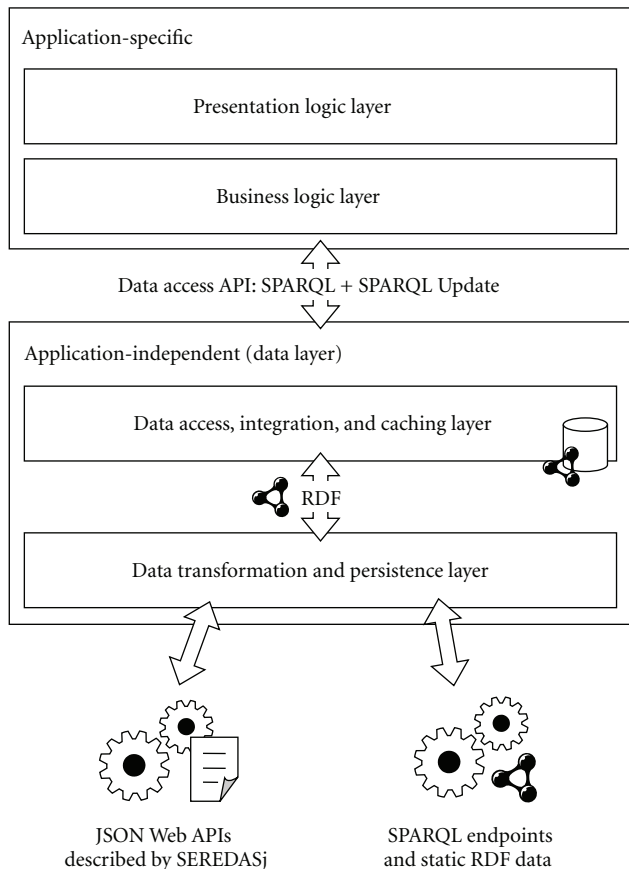 Application-specific
Presentation logic layer
Business logic layer
Data access API: SPARQL + SPARQL Update
Application-independent (data layer)
Data access, integration, and caching layer
RDF
Data transformation and persistence layer
JSON Web APIs
described by SEREDASj
SPARQL endpoints
and static RDF data